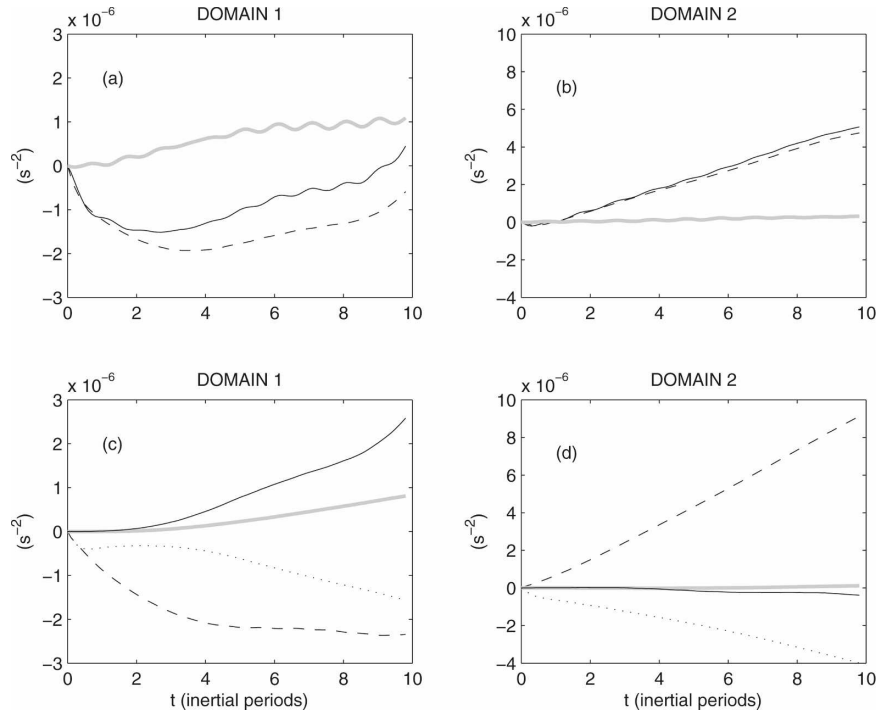 DOMAIN 1
x 10⁻⁶
3
2
1
0
−1
−2
−3
(a)
(s⁻²)
0 2 4 6 8 10
DOMAIN 2
x 10⁻⁶
10
8
6
4
2
0
−2
−4
(b)
(s⁻²)
0 2 4 6 8 10
DOMAIN 1
x 10⁻⁶
3
2
1
0
−1
−2
−3
(c)
(s⁻²)
0 2 4 6 8 10
t (inertial periods)
DOMAIN 2
x 10⁻⁶
10
8
6
4
2
0
−2
−4
(d)
(s⁻²)
0 2 4 6 8 10
t (inertial periods)